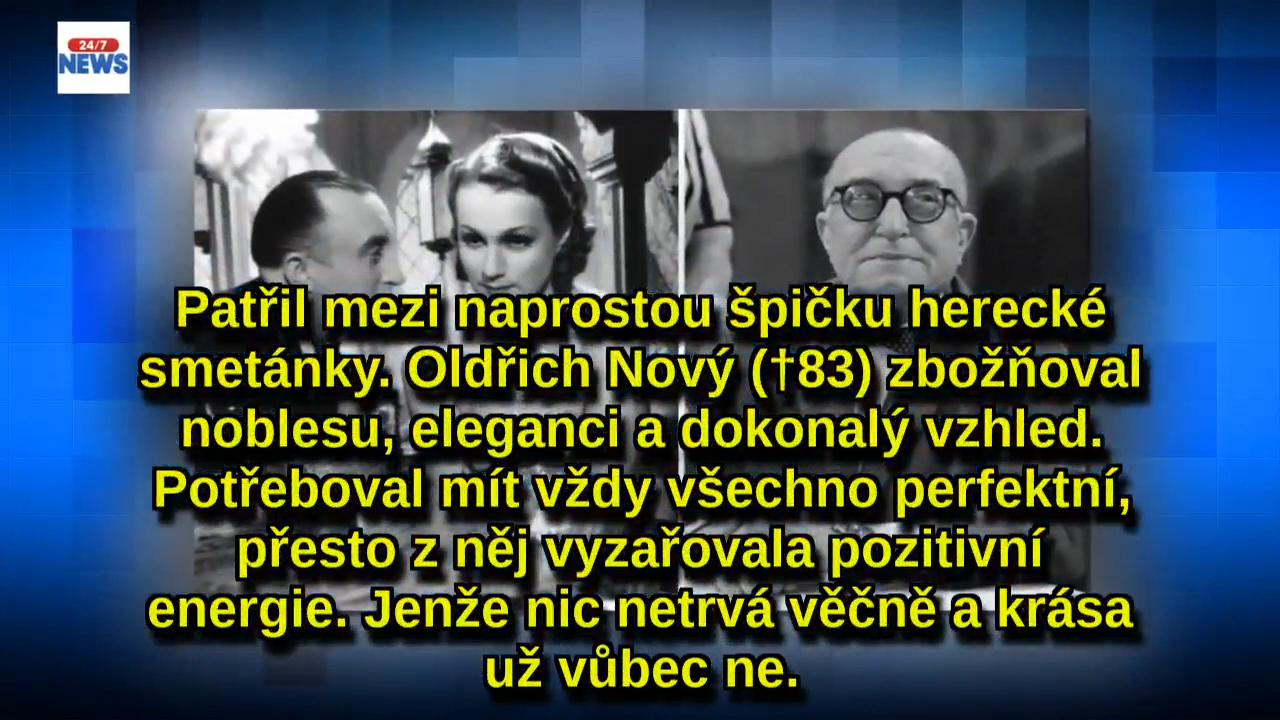 24/7
NEWS
Patřil mezi naprostou špičku herecké
smetánky. Oldřich Nový (†83) zbožňoval
noblesu, eleganci a dokonalý vzhled.
Potřeboval mít vždy všechno perfektní,
přesto z něj vyzařovala pozitivní
energie. Jenže nic netrvá věčně a krása
už vůbec ne.